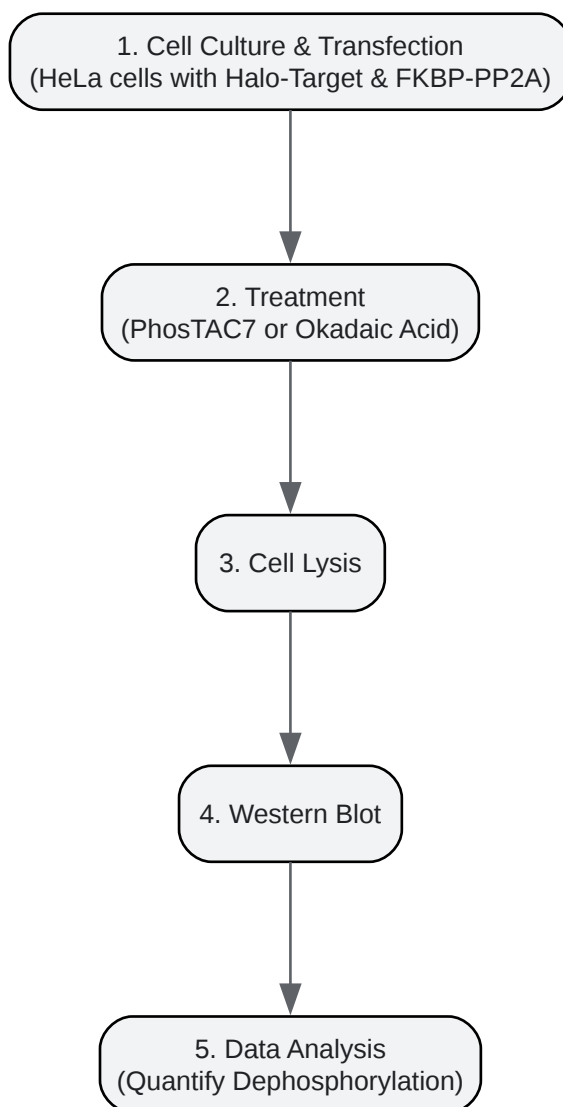 1. Cell Culture & Transfection
(HeLa cells with Halo-Target & FKBP-PP2A)
2. Treatment
(PhosTAC7 or Okadaic Acid)
3. Cell Lysis
4. Western Blot
5. Data Analysis
(Quantify Dephosphorylation)